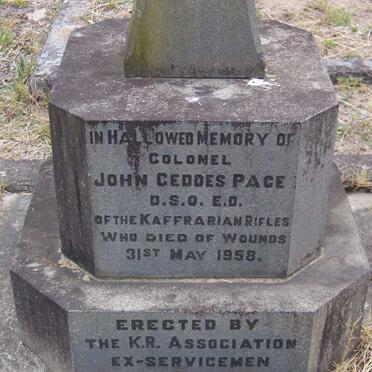 IN HALLOWED MEMORY OF
COLONEL
JOHN GEDDES PAGE
D.S.O. E.D.
OF THE KAFFRARIAN RIFLES
WHO DIED OF WOUNDS
31ST MAY 1958.
ERECTED BY
THE K.R. ASSOCIATION
EX-SERVICEMEN